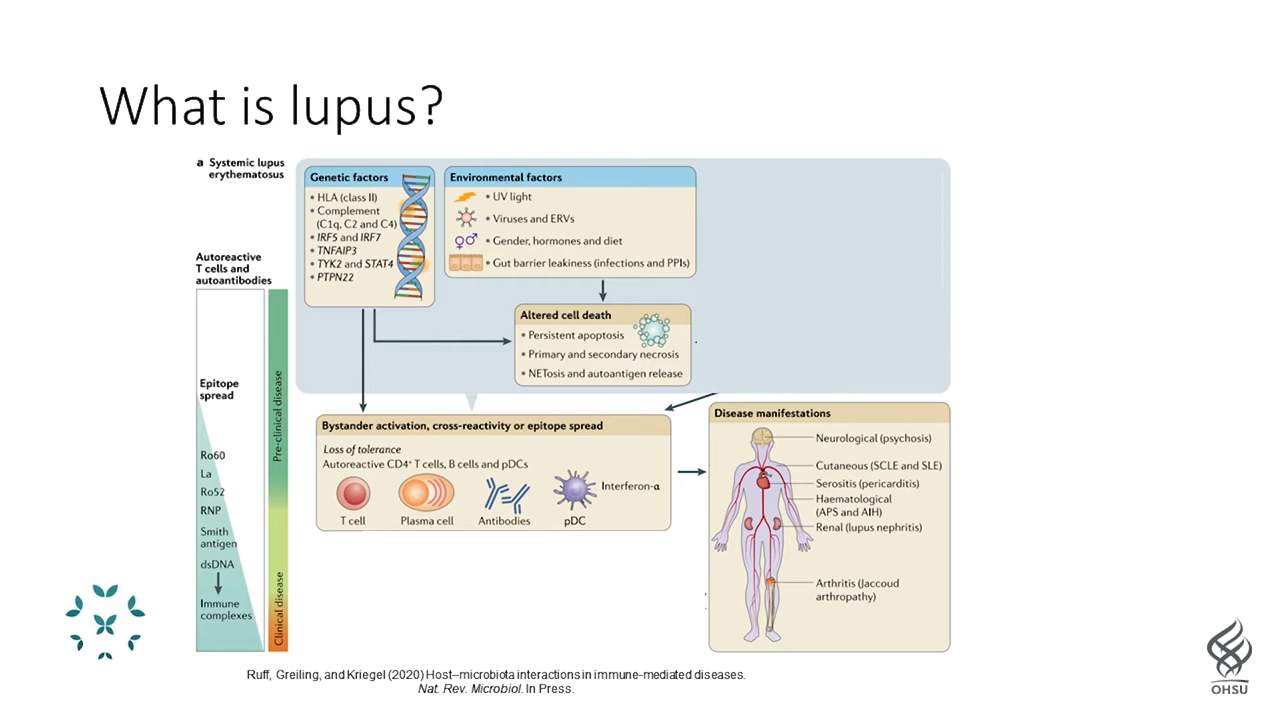 What is lupus?
a Systemic lupus
erythematosus
Genetic factors
• HLA (class II)
• Complement
(C1q, C2 and C4)
• IRF5 and IRF7
• TNFAIP3
• TYK2 and STAT4
• PTPN22
Environmental factors
• UV light
• Viruses and ERVs
• Gender, hormones and diet
• Gut barrier leakiness (infections and PPIs)
Altered cell death
• Persistent apoptosis
• Primary and secondary necrosis
• NETosis and autoantigen release
Autoreactive
T cells and
autoantibodies
Epitope
spread
Ro60
La
Ro52
RNP
Smith
antigen
dsDNA
Immune
complexes
Pre-clinical disease
Clinical disease
Bystander activation, cross-reactivity or epitope spread
Loss of tolerance
Autoreactive CD4⁺ T cells, B cells and pDCs
Interferon-α
T cell
Plasma cell
Antibodies
pDC
Disease manifestations
Neurological (psychosis)
Cutaneous (SCLE and SLE)
Serositis (pericarditis)
Haematological
(APS and AIH)
Renal (lupus nephritis)
Arthritis (Jaccoud
arthropathy)
Ruff, Greiling, and Kriegel (2020) Host–microbiota interactions in immune-mediated diseases.
Nat. Rev. Microbiol. In Press.
OHSU